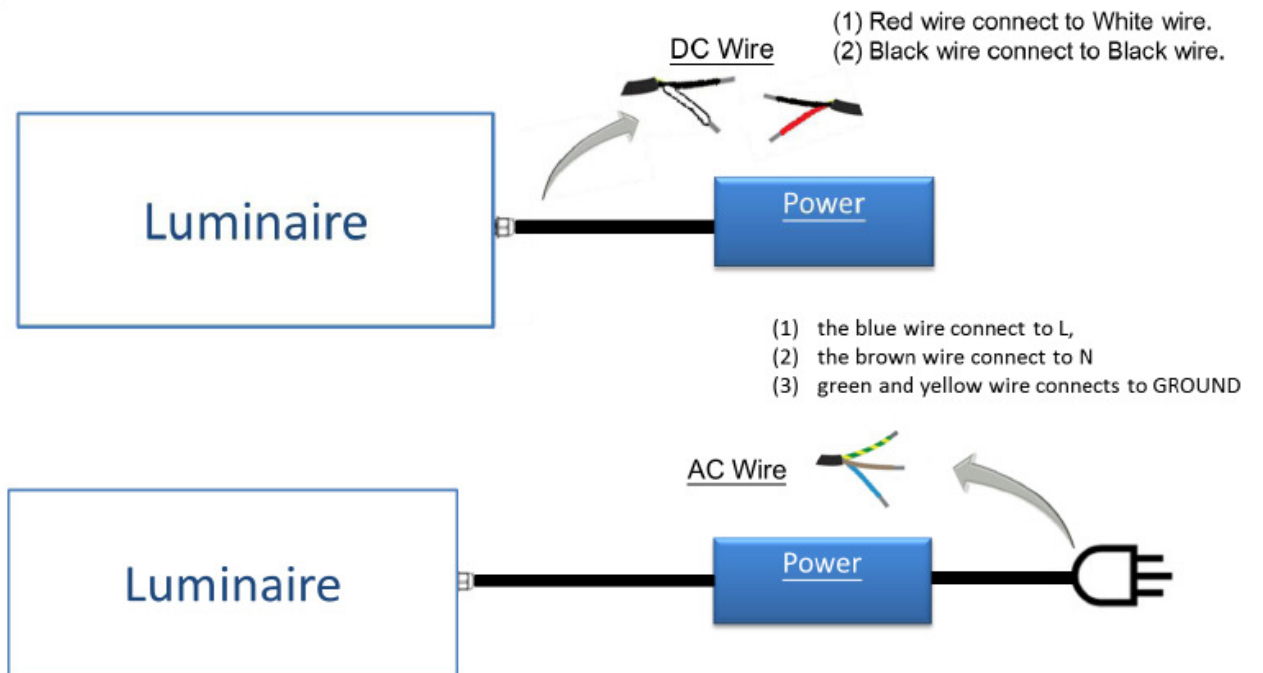 (1) Red wire connect to White wire.
DC Wire
(2) Black wire connect to Black wire.
Luminaire
Power
(1) the blue wire connect to L,
(2) the brown wire connect to N
(3) green and yellow wire connects to GROUND
AC Wire
Luminaire
Power